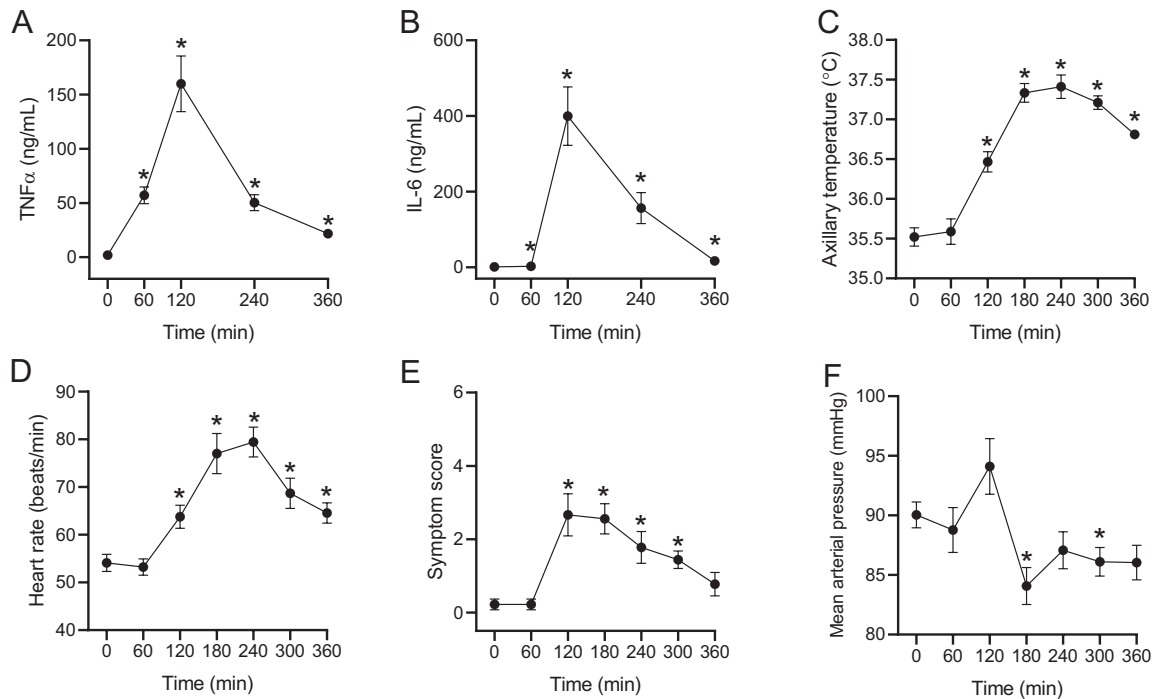 A
TNFα (ng/mL)
200
150
100
50
0
*
*
*
*
0 60 120 240 360
Time (min)
B
IL-6 (ng/mL)
600
400
200
0
*
*
*
*
0 60 120 240 360
Time (min)
C
Axillary temperature (°C)
38.0
37.5
37.0
36.5
36.0
35.5
35.0
*
*
*
*
*
0 60 120 180 240 300 360
Time (min)
D
Heart rate (beats/min)
90
80
70
60
50
40
*
*
*
*
*
0 60 120 180 240 300 360
Time (min)
E
Symptom score
6
4
2
0
*
*
*
*
0 60 120 180 240 300 360
Time (min)
F
Mean arterial pressure (mmHg)
100
95
90
85
80
*
*
0 60 120 180 240 300 360
Time (min)